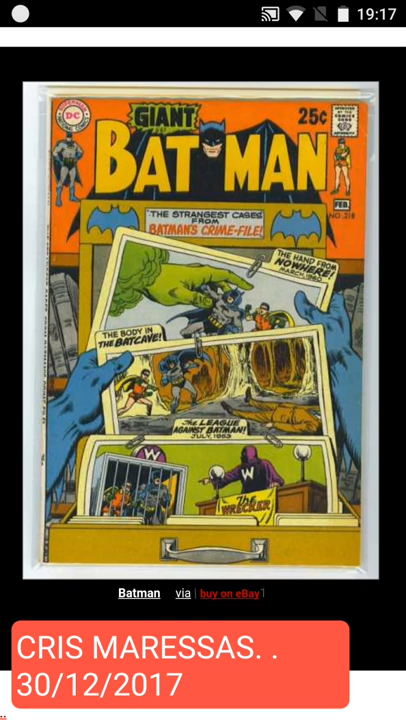 19:17
DC
GIANT
25¢
BATMAN
FEB.
NO. 218
THE STRANGEST CASES
FROM
BATMAN'S CRIME-FILE!
THE HAND FROM
NOWHERE!
MARCH, 1960
THE BODY IN
THE BATCAVE!
The LEAGUE
AGAINST BATMAN!
JULY, 1965
W
W
The
WRECKER
Batman via | buy on eBay1
CRIS MARESSAS. .
30/12/2017
..